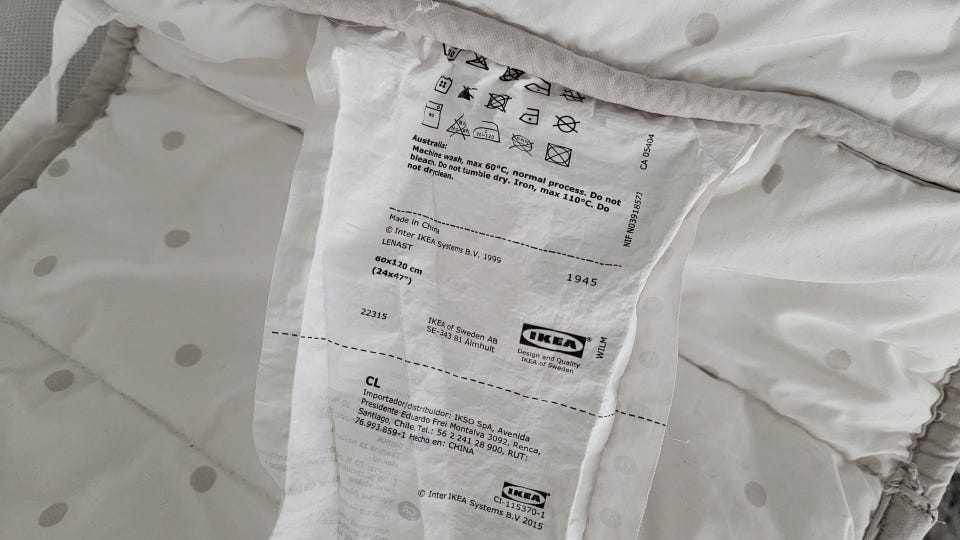 Australia:
Machine wash, max 60°C, normal process. Do not
bleach. Do not tumble dry. Iron, max 110°C. Do
not dryclean.
CA 05404
NIF N0391857J
Made in China
© Inter IKEA Systems B.V. 1999
LENAST
1945
60x120 cm
(24x47")
22315
IKEA of Sweden AB
SE-343 81 Älmhult
IKEA®
Design and Quality
IKEA of Sweden
WILM
CL
Importador/distribuidor: IKSO SpA, Avenida
Presidente Eduardo Frei Montalva 3092, Renca,
Santiago, Chile, Tel.: 56 2 241 28 900, RUT:
76.993.859-1 Hecho en: CHINA
IKEA
CI-115370-1
© Inter IKEA Systems B.V 2015